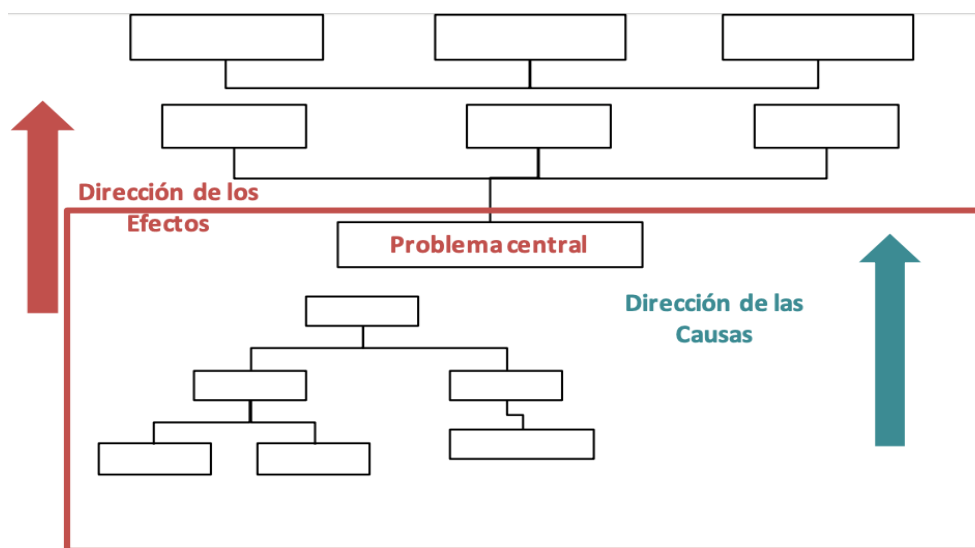 Dirección de los
Efectos
Problema central
Dirección de las
Causas